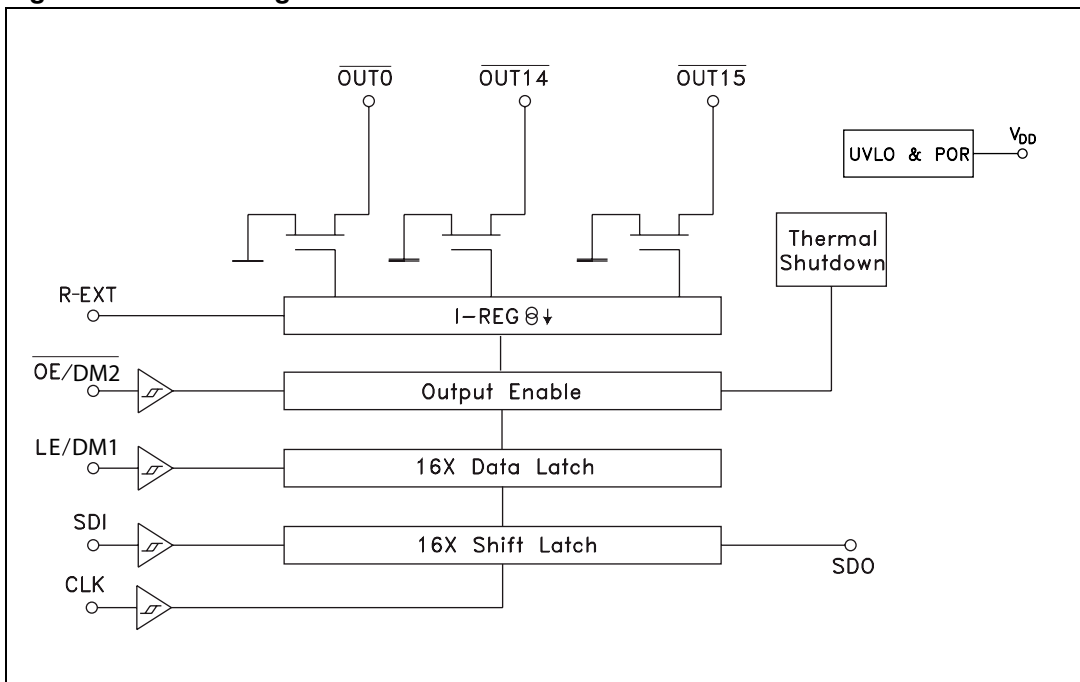 OUT0
OUT14
OUT15
VDD
UVLO & POR
Thermal
Shutdown
R-EXT
I-REG
OE/DM2
Output Enable
LE/DM1
16X Data Latch
SDI
16X Shift Latch
SDO
CLK